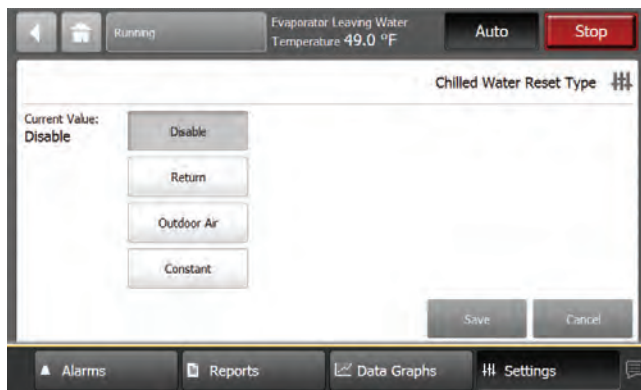 Running
Evaporator Leaving Water
Temperature 49.0 °F
Auto
Stop
Chilled Water Reset Type
Current Value:
Disable
Disable
Return
Outdoor Air
Constant
Save
Cancel
Alarms
Reports
Data Graphs
Settings